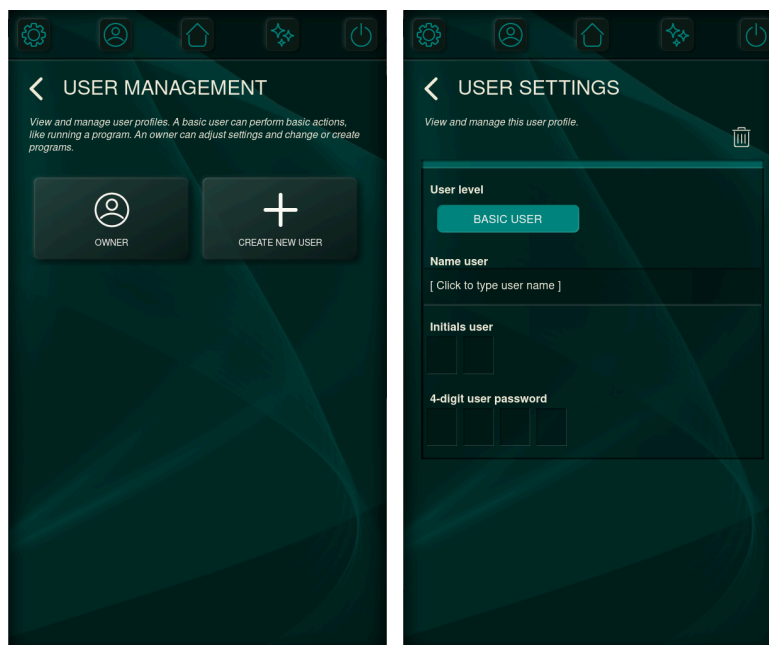 USER MANAGEMENT
View and manage user profiles. A basic user can perform basic actions,
like running a program. An owner can adjust settings and change or create
programs.
OWNER
CREATE NEW USER
USER SETTINGS
View and manage this user profile.
User level
BASIC USER
Name user
[ Click to type user name ]
Initials user
4-digit user password